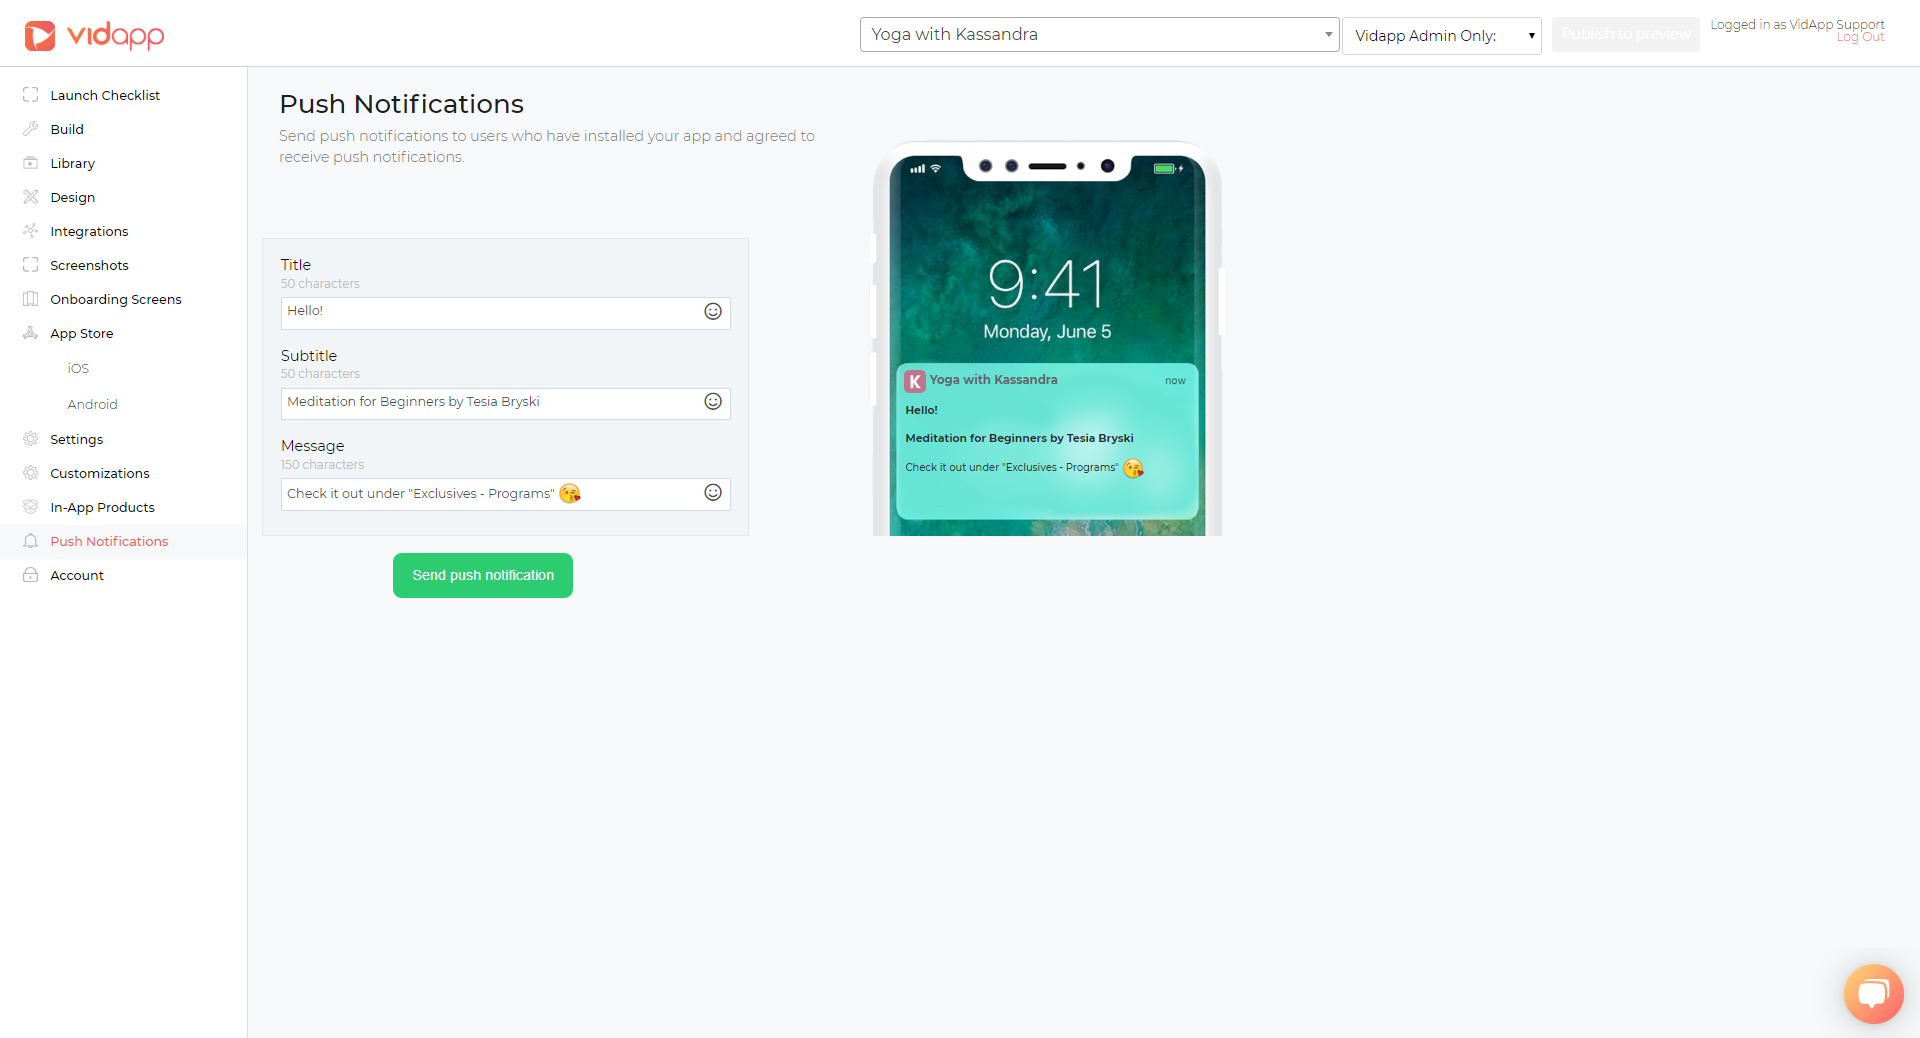 vidapp
Yoga with Kassandra
Vidapp Admin Only:
Publish to preview
Logged in as VidApp Support
Log Out
Launch Checklist
Build
Library
Design
Integrations
Screenshots
Onboarding Screens
App Store
iOS
Android
Settings
Customizations
In-App Products
Push Notifications
Account
Push Notifications
Send push notifications to users who have installed your app and agreed to
receive push notifications.
Title
50 characters
Hello!
Subtitle
50 characters
Meditation for Beginners by Tesia Bryski
Message
150 characters
Check it out under "Exclusives - Programs" 😘
Send push notification
9:41
Monday, June 5
K Yoga with Kassandra now
Hello!
Meditation for Beginners by Tesia Bryski
Check it out under "Exclusives - Programs" 😘